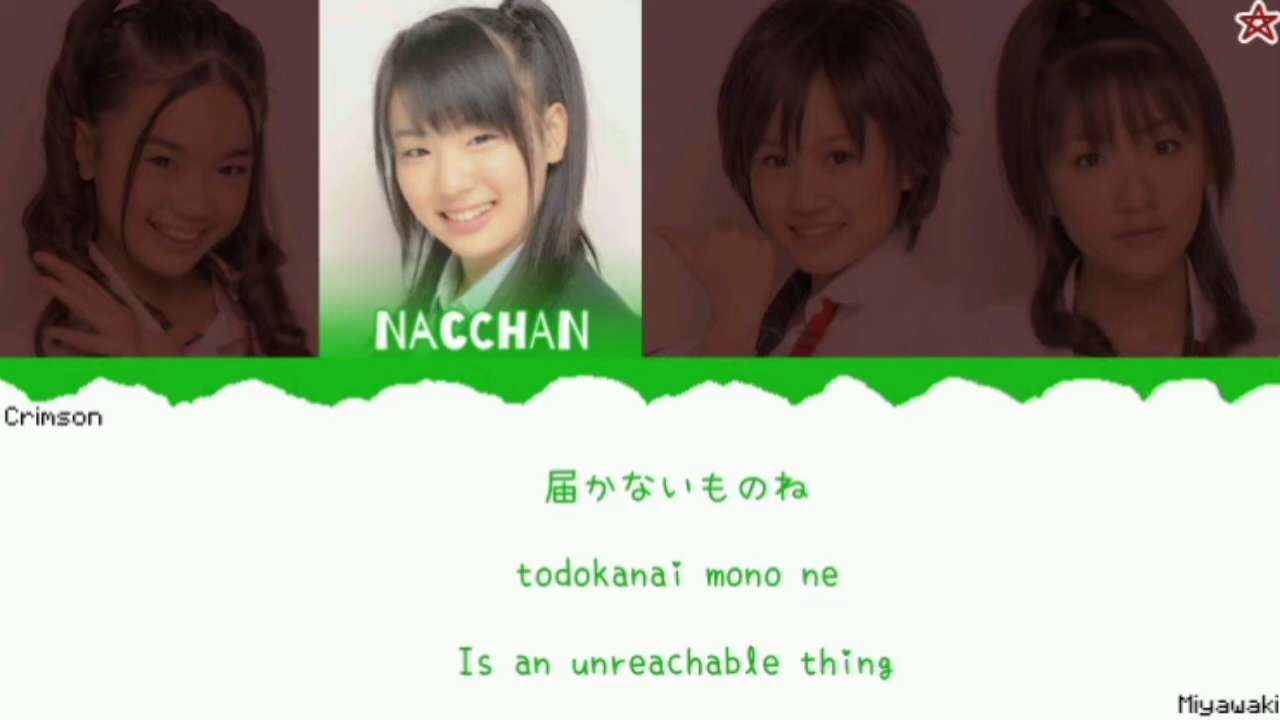 NACCHAN
Crimson
届かないものね
todokanai mono ne
Is an unreachable thing
Miyawaki